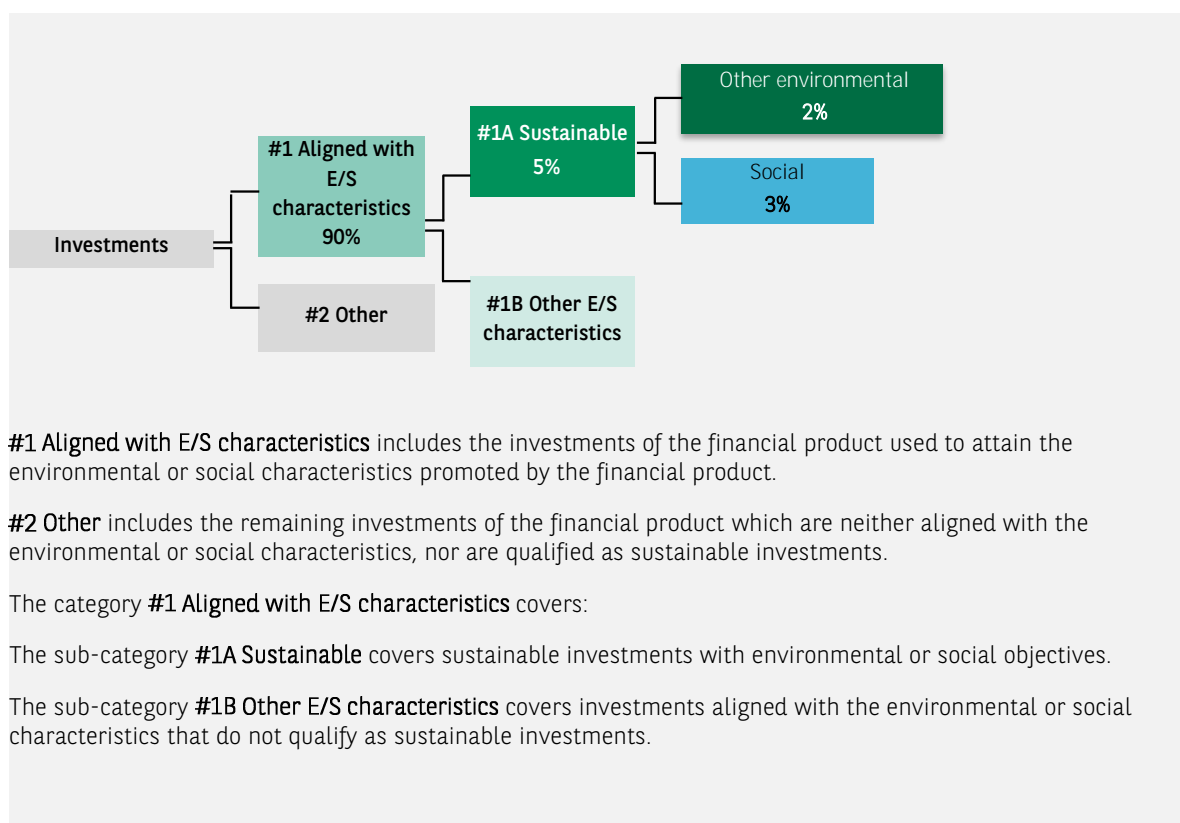 Other environmental
2%
#1A Sustainable
5%
#1 Aligned with
E/S
characteristics
90%
Social
3%
Investments
#2 Other
#1B Other E/S
characteristics
#1 Aligned with E/S characteristics includes the investments of the financial product used to attain the
environmental or social characteristics promoted by the financial product.
#2 Other includes the remaining investments of the financial product which are neither aligned with the
environmental or social characteristics, nor are qualified as sustainable investments.
The category #1 Aligned with E/S characteristics covers:
The sub-category #1A Sustainable covers sustainable investments with environmental or social objectives.
The sub-category #1B Other E/S characteristics covers investments aligned with the environmental or social
characteristics that do not qualify as sustainable investments.